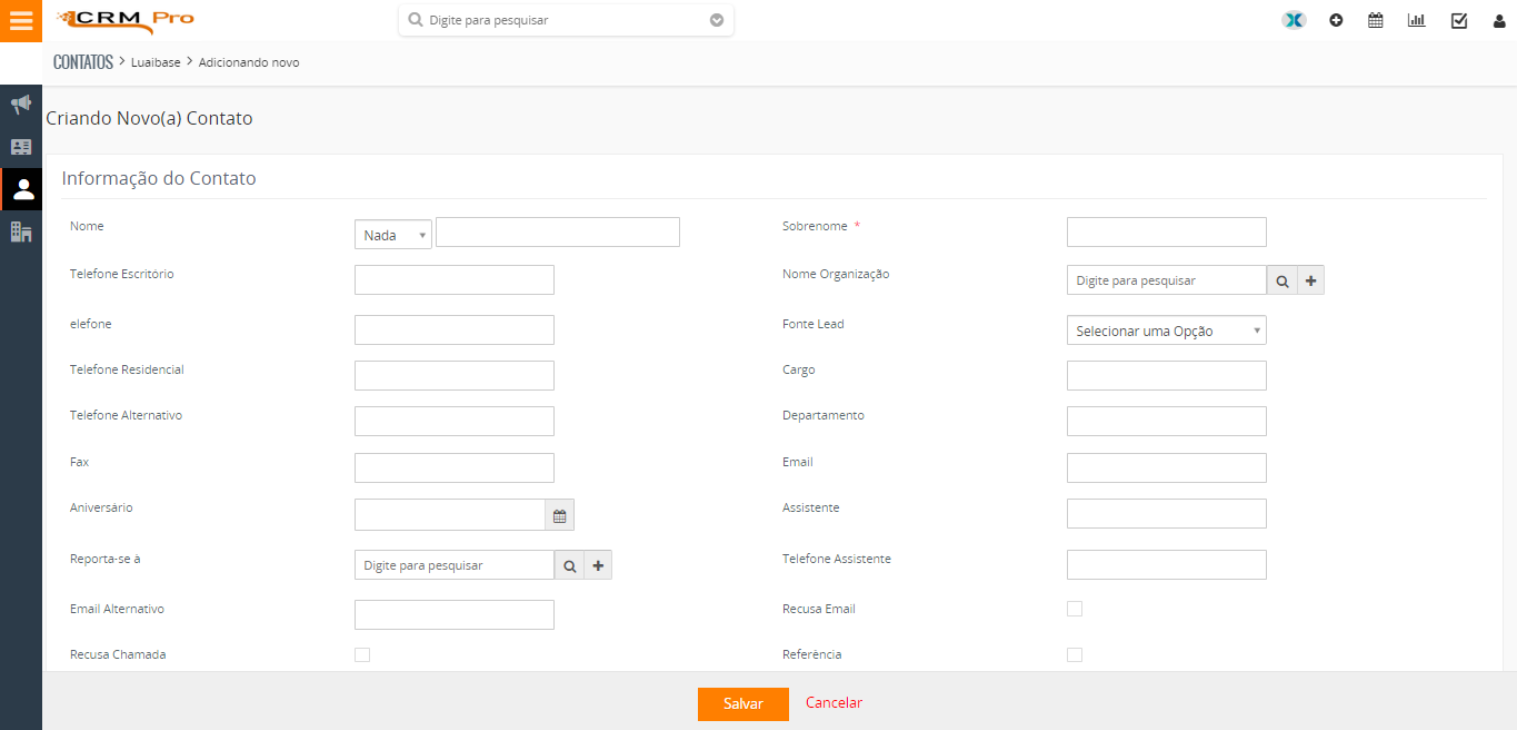 CRM Pro
Digite para pesquisar
CONTATOS > Luaibase > Adicionando novo
Criando Novo(a) Contato
Informação do Contato
Nome Nada Sobrenome *
Telefone Escritório Nome Organização Digite para pesquisar
elefone Fonte Lead Selecionar uma Opção
Telefone Residencial Cargo
Telefone Alternativo Departamento
Fax Email
Aniversário Assistente
Reporta-se à Digite para pesquisar Telefone Assistente
Email Alternativo Recusa Email
Recusa Chamada Referência
Salvar Cancelar